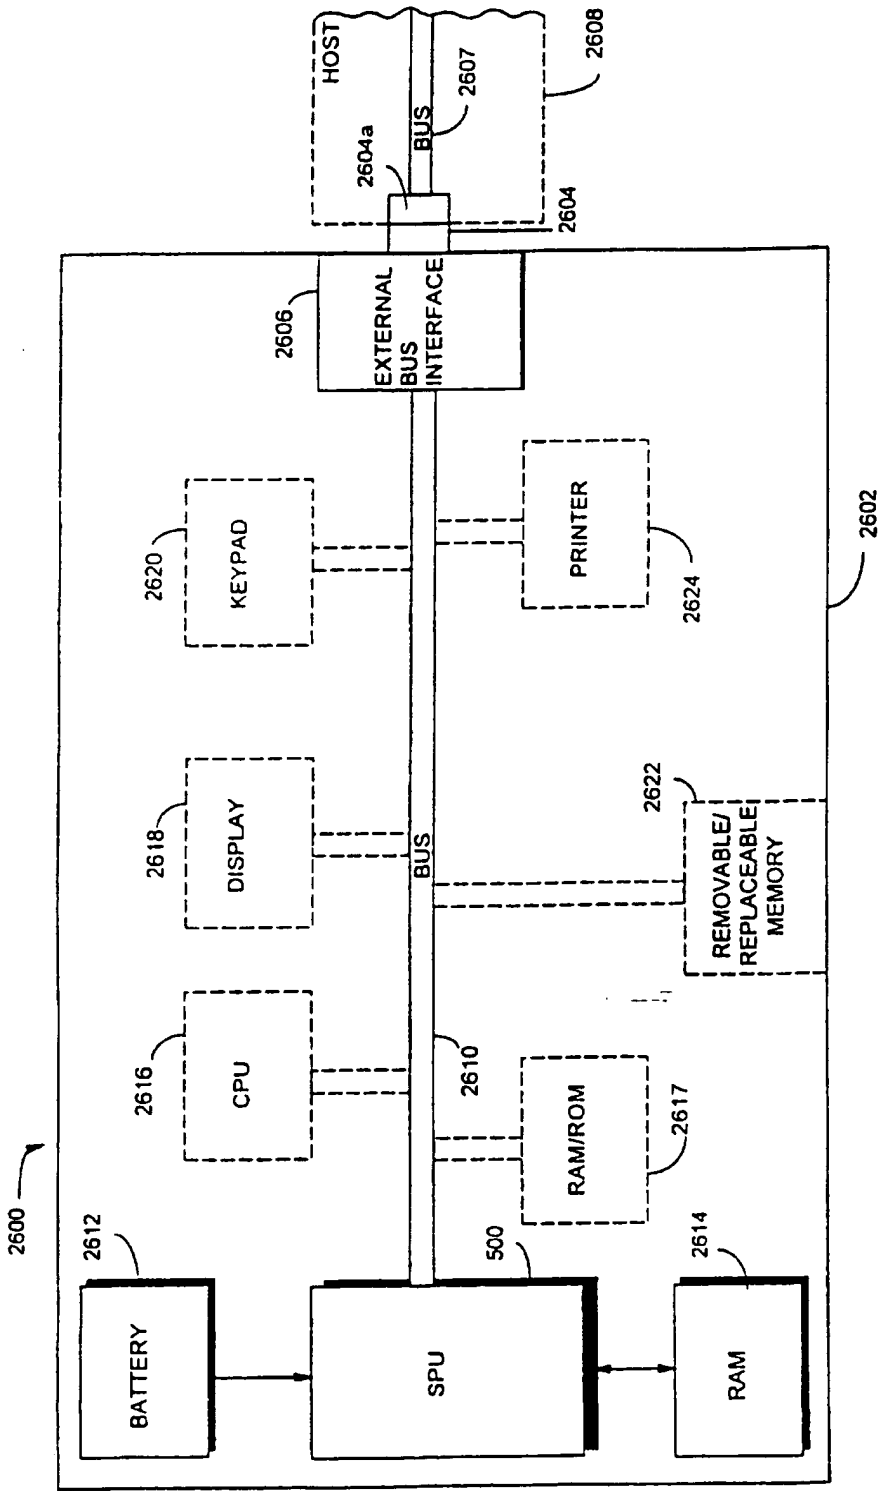 2600
BATTERY
2612
SPU
500
RAM
2614
CPU
2616
RAM/ROM
2617
BUS
2610
DISPLAY
2618
REMOVABLE/
REPLACEABLE
MEMORY
2622
KEYPAD
2620
PRINTER
2624
EXTERNAL
BUS
INTERFACE
2606
2602
2604
2604a
HOST
BUS
2607
2608